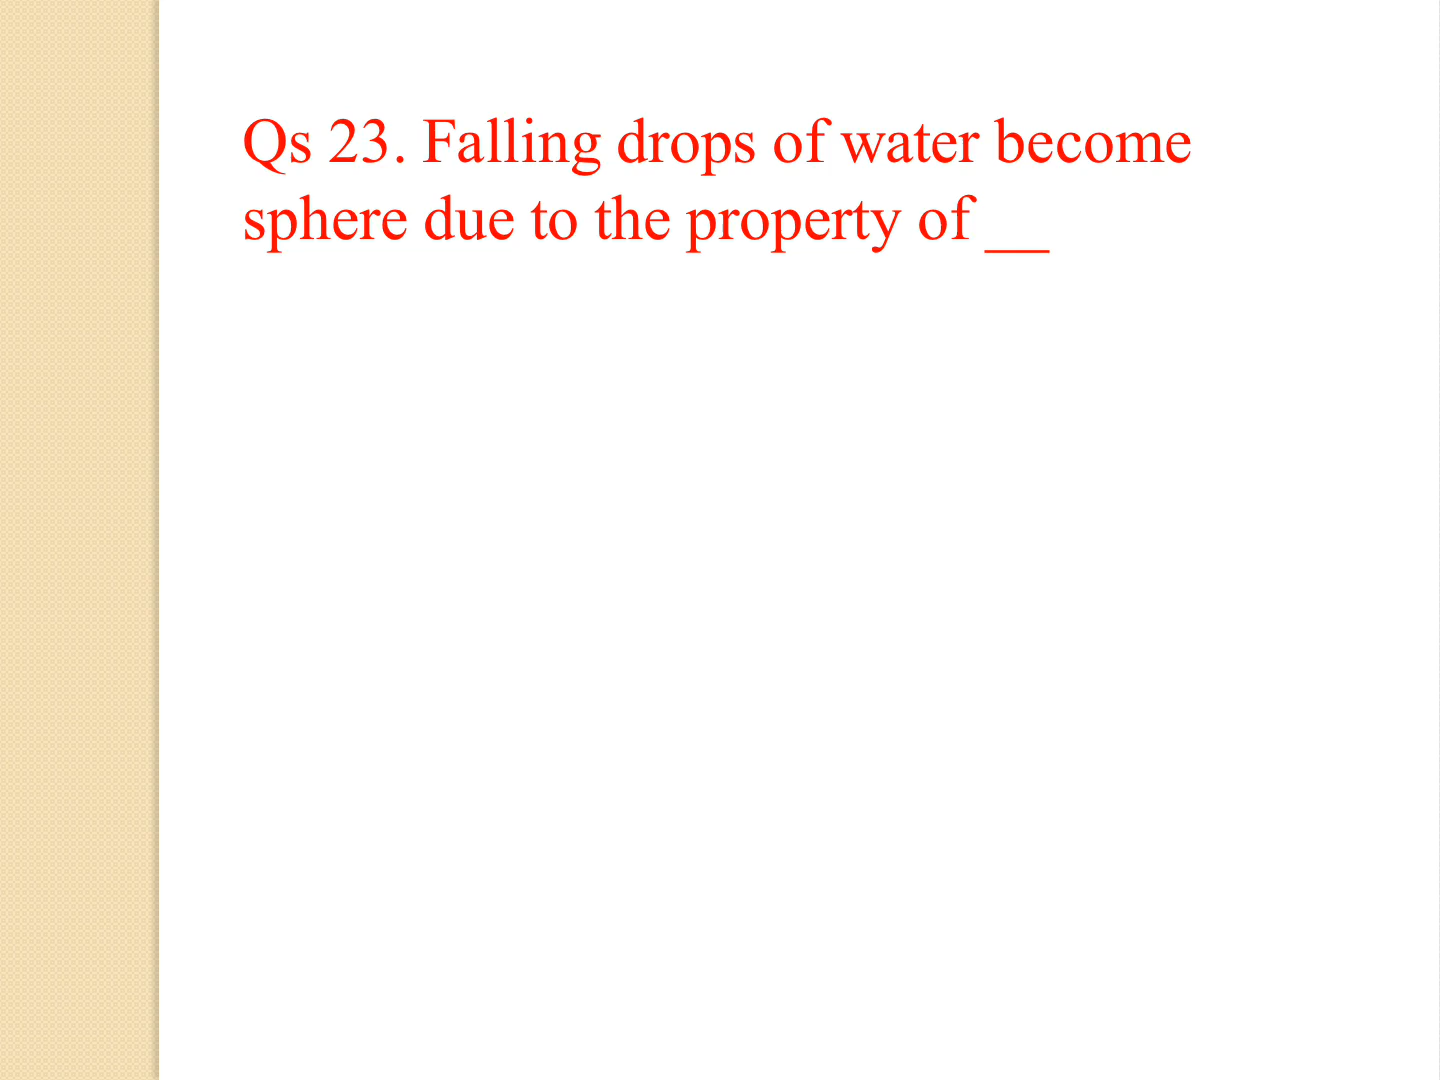 Qs 23. Falling drops of water become
sphere due to the property of __